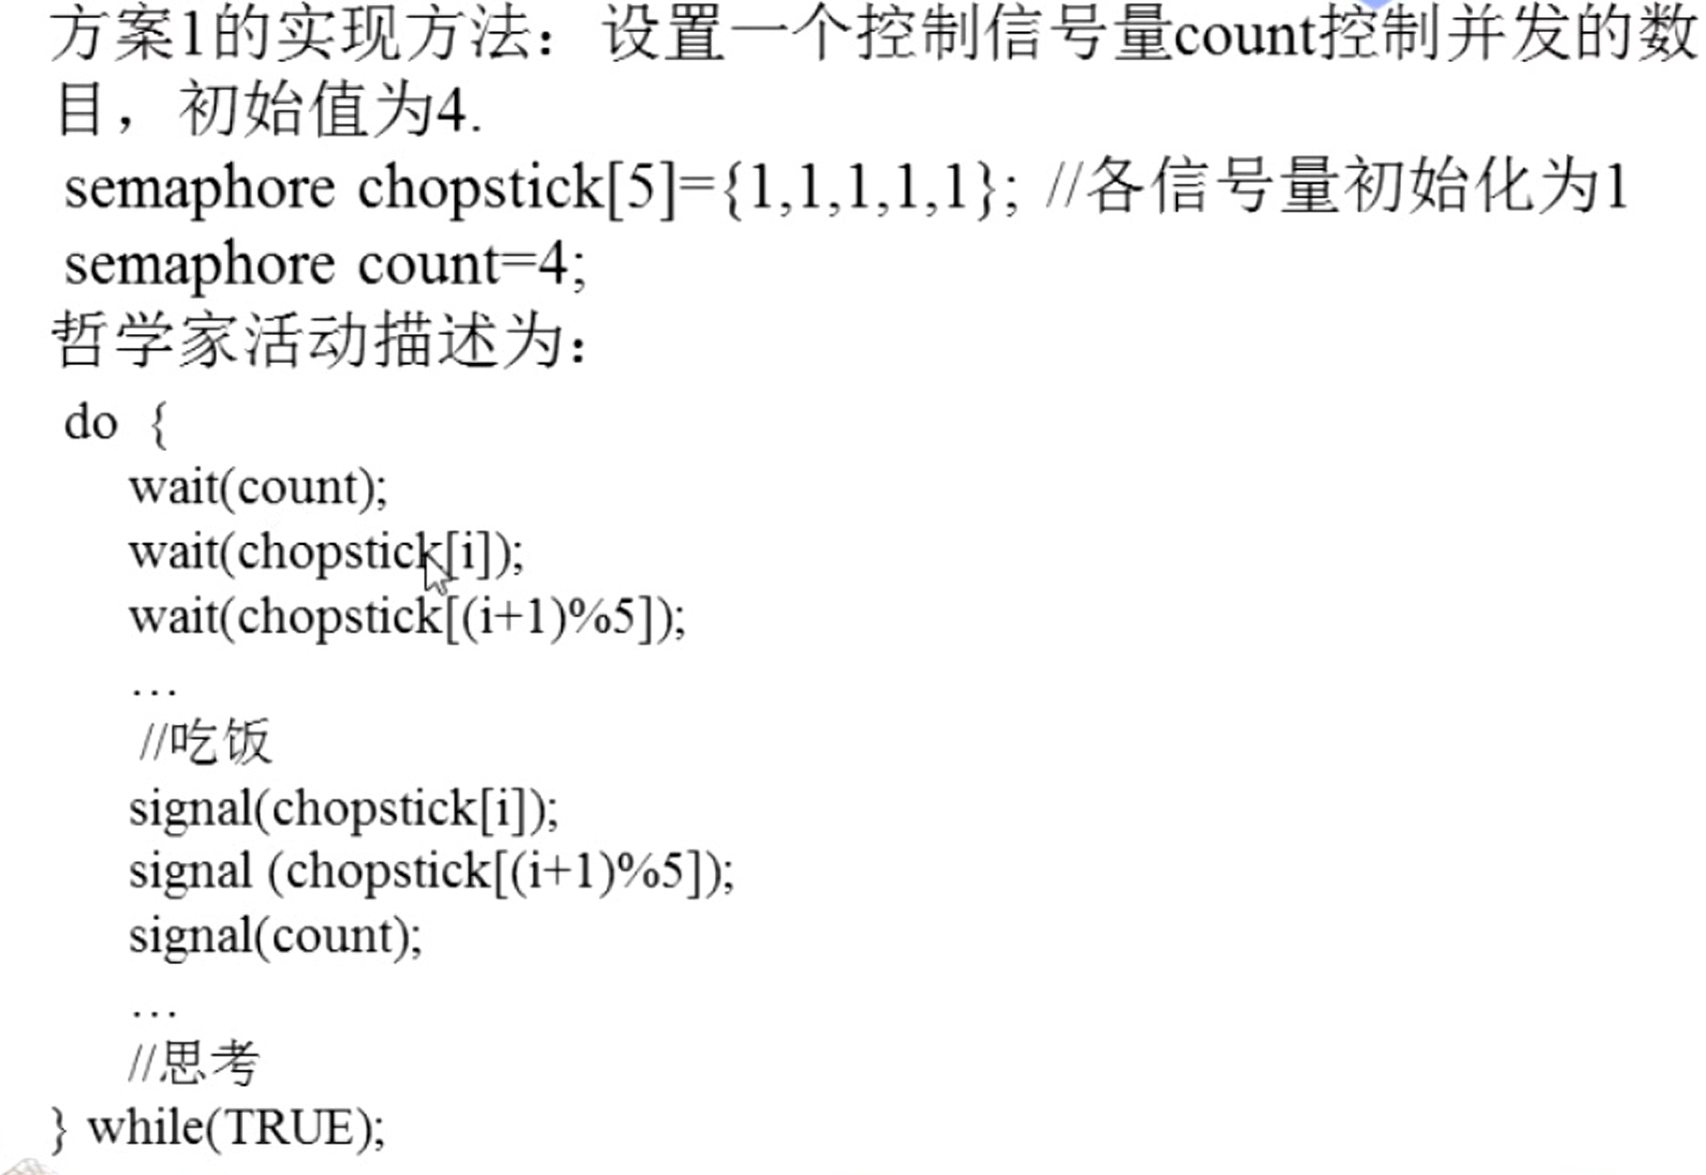 方案1的实现方法：设置一个控制信号量count控制并发的数
目，初始值为4.
semaphore chopstick[5]={1,1,1,1,1}; //各信号量初始化为1
semaphore count=4;
哲学家活动描述为：
do {
wait(count);
wait(chopstick[i]);
wait(chopstick[(i+1)%5]);
…
//吃饭
signal(chopstick[i]);
signal (chopstick[(i+1)%5]);
signal(count);
…
//思考
} while(TRUE);